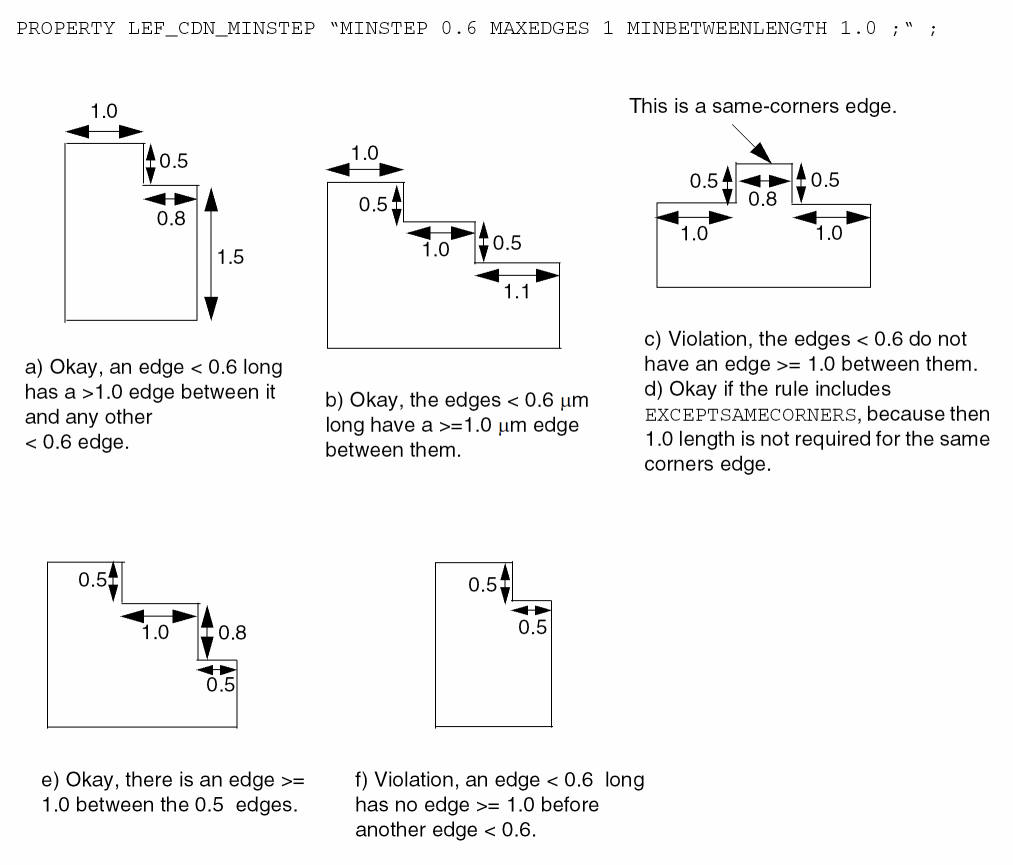 PROPERTY LEF_CDN_MINSTEP “MINSTEP 0.6 MAXEDGES 1 MINBETWEENLENGTH 1.0 ;“ ;
This is a same-corners edge.
1.0
0.5
0.8
1.5
1.0
0.5
1.0
0.5
1.1
0.5
0.8
0.5
1.0
1.0
a) Okay, an edge < 0.6 long
has a >1.0 edge between it
and any other
< 0.6 edge.
b) Okay, the edges < 0.6 μm
long have a >=1.0 μm edge
between them.
c) Violation, the edges < 0.6 do not
have an edge >= 1.0 between them.
d) Okay if the rule includes
EXCEPTSAMECORNERS, because then
1.0 length is not required for the same
corners edge.
0.5
1.0
0.8
0.5
0.5
0.5
e) Okay, there is an edge >=
1.0 between the 0.5  edges.
f) Violation, an edge < 0.6  long
has no edge >= 1.0 before
another edge < 0.6.